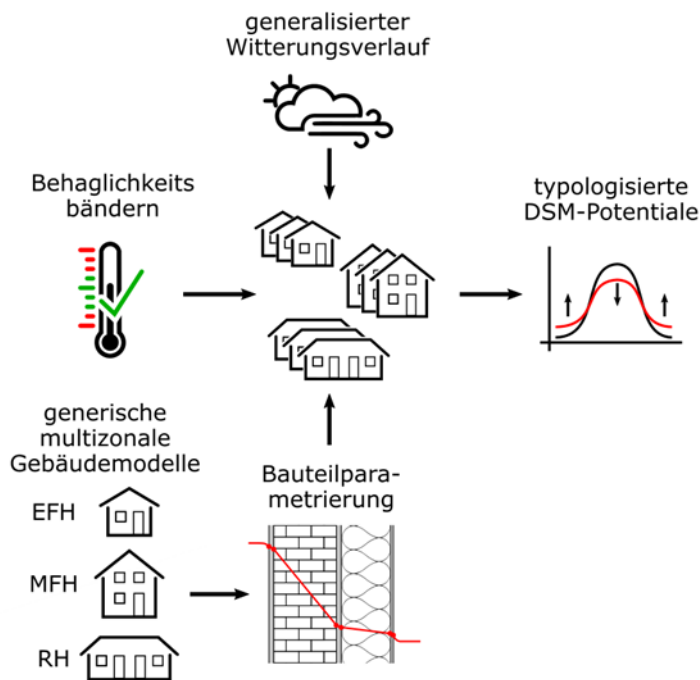 generalisierter
Witterungsverlauf
Behaglichkeits
bändern
typologisierte
DSM-Potentiale
generische
multizonale
Gebäudemodelle
EFH
MFH
RH
Bauteilpara-
metrierung